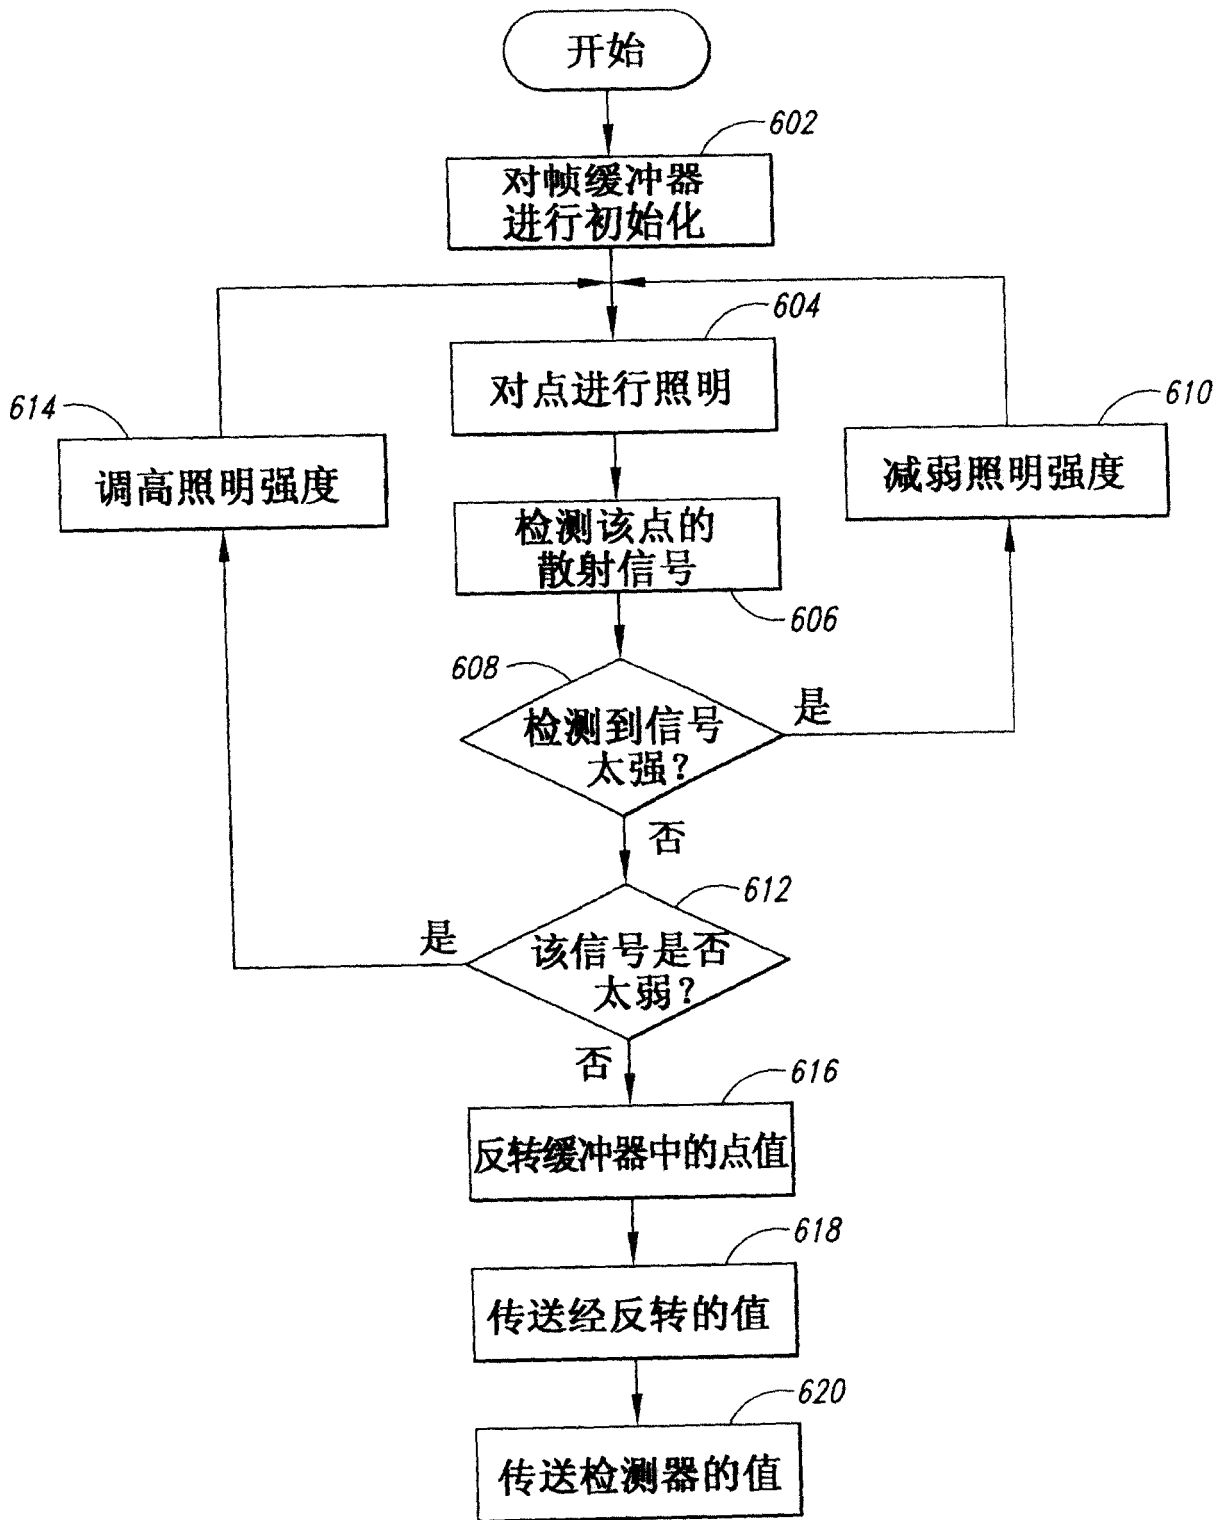 开始
602
对帧缓冲器
进行初始化
604
对点进行照明
614
调高照明强度
610
减弱照明强度
检测该点的
散射信号
606
608
检测到信号
太强?
是
否
612
该信号是否
太弱?
是
否
616
反转缓冲器中的点值
618
传送经反转的值
620
传送检测器的值